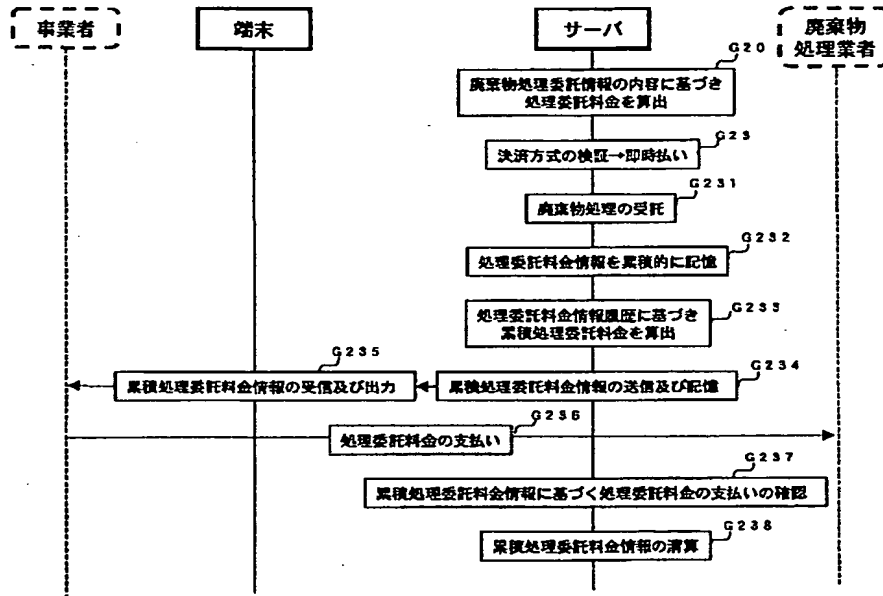 事業者
端末
サーバ
廃棄物
処理業者
G20
廃棄物処理委託情報の内容に基づき
処理委託料金を算出
G23
決済方式の検証→即時払い
G231
廃棄物処理の受託
G232
処理委託料金情報を累積的に記憶
G233
処理委託料金情報履歴に基づき
累積処理委託料金を算出
G235
累積処理委託料金情報の受信及び出力
G234
累積処理委託料金情報の送信及び記憶
G236
処理委託料金の支払い
G237
累積処理委託料金情報に基づく処理委託料金の支払いの確認
G238
累積処理委託料金情報の清算